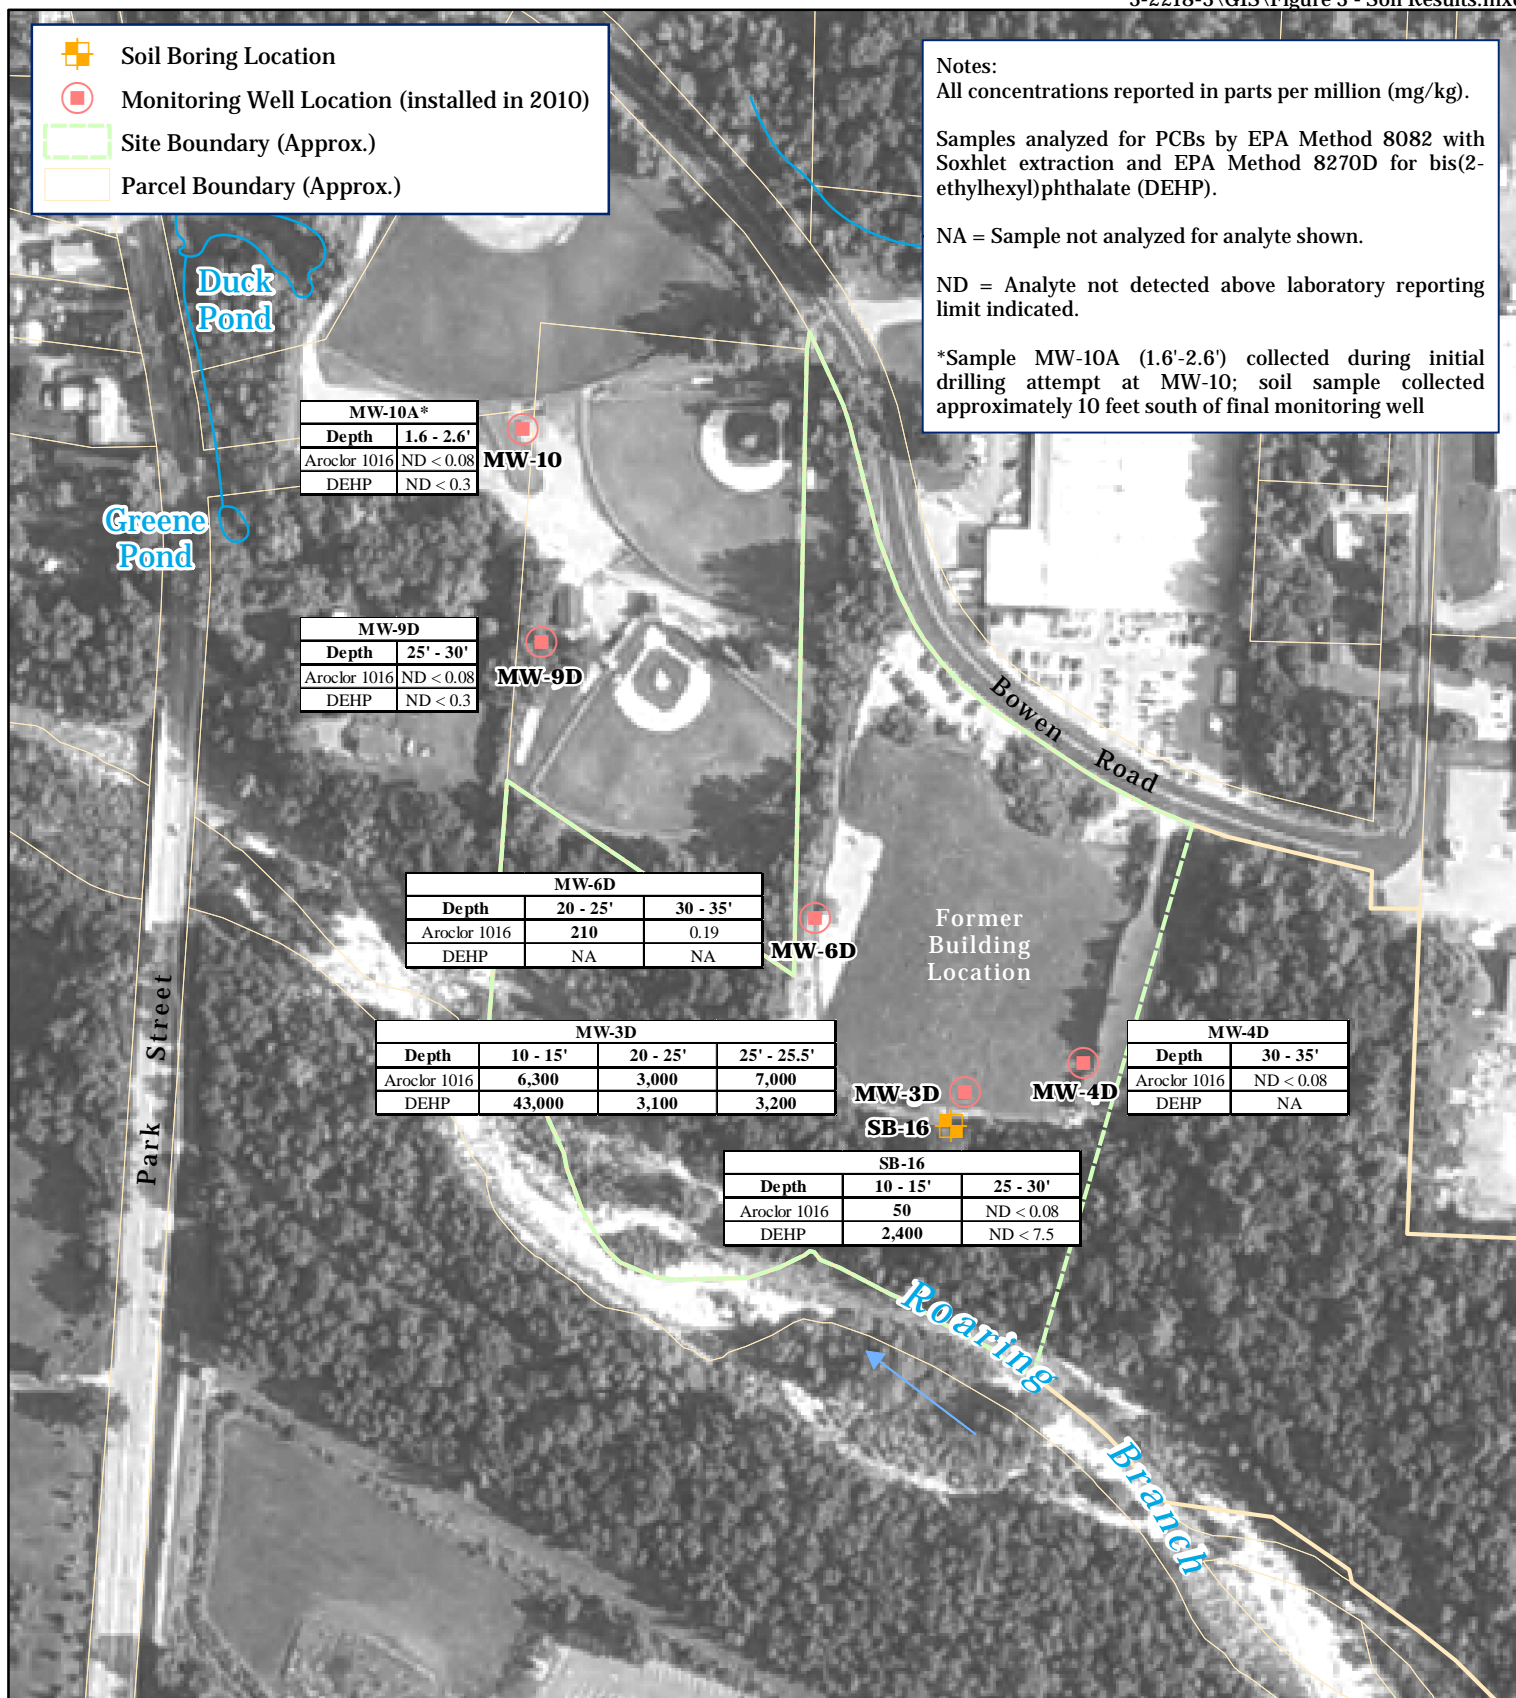 3-2218-3\GIS\Figure 3 - Soil Results.mxd
Soil Boring Location
Monitoring Well Location (installed in 2010)
Site Boundary (Approx.)
Parcel Boundary (Approx.)
Notes:
All concentrations reported in parts per million (mg/kg).
Samples analyzed for PCBs by EPA Method 8082 with
Soxhlet extraction and EPA Method 8270D for bis(2-
ethylhexyl)phthalate (DEHP).
NA = Sample not analyzed for analyte shown.
ND = Analyte not detected above laboratory reporting
limit indicated.
*Sample MW-10A (1.6'-2.6') collected during initial
drilling attempt at MW-10; soil sample collected
approximately 10 feet south of final monitoring well
Duck
Pond
MW-10A*
Depth 1.6 - 2.6'
Aroclor 1016 ND < 0.08
DEHP ND < 0.3
MW-10
Greene
Pond
MW-9D
Depth 25' - 30'
Aroclor 1016 ND < 0.08
DEHP ND < 0.3
MW-9D
Bowen Road
MW-6D
Depth 20 - 25' 30 - 35'
Aroclor 1016 210 0.19
DEHP NA NA
MW-6D
Former
Building
Location
Park Street
MW-3D
Depth 10 - 15' 20 - 25' 25' - 25.5'
Aroclor 1016 6,300 3,000 7,000
DEHP 43,000 3,100 3,200
MW-3D
SB-16
MW-4D
MW-4D
Depth 30 - 35'
Aroclor 1016 ND < 0.08
DEHP NA
SB-16
Depth 10 - 15' 25 - 30'
Aroclor 1016 50 ND < 0.08
DEHP 2,400 ND < 7.5
Roaring
Branch